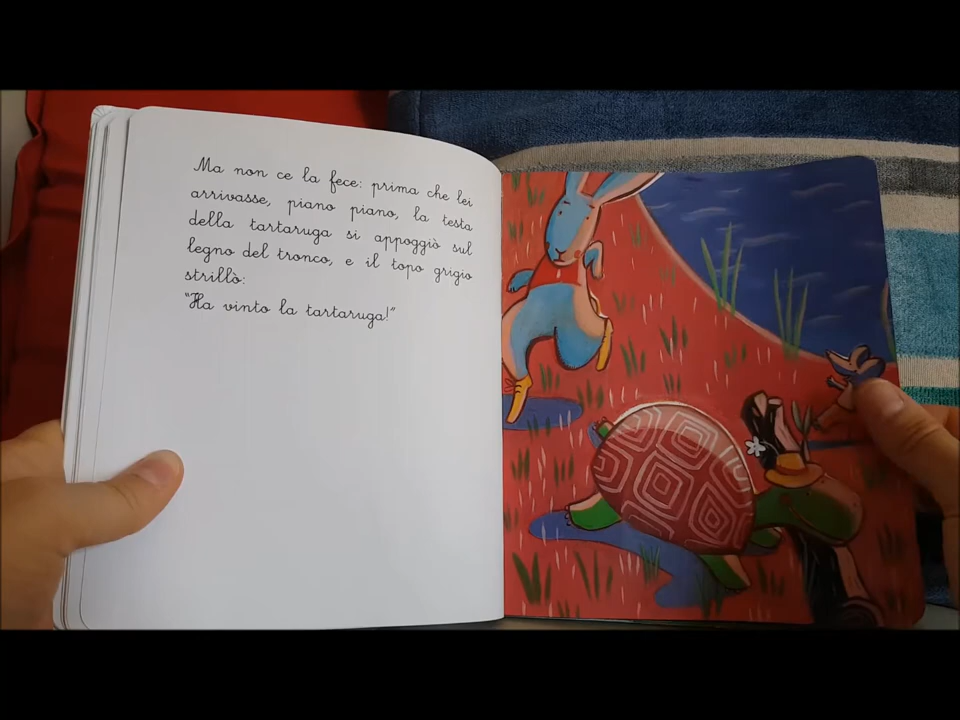 Ma non ce la fece: prima che lei
arrivasse, piano piano, la testa
della tartaruga si appoggiò sul
legno del tronco, e il topo grigio
strillò:
"Ha vinto la tartaruga!"